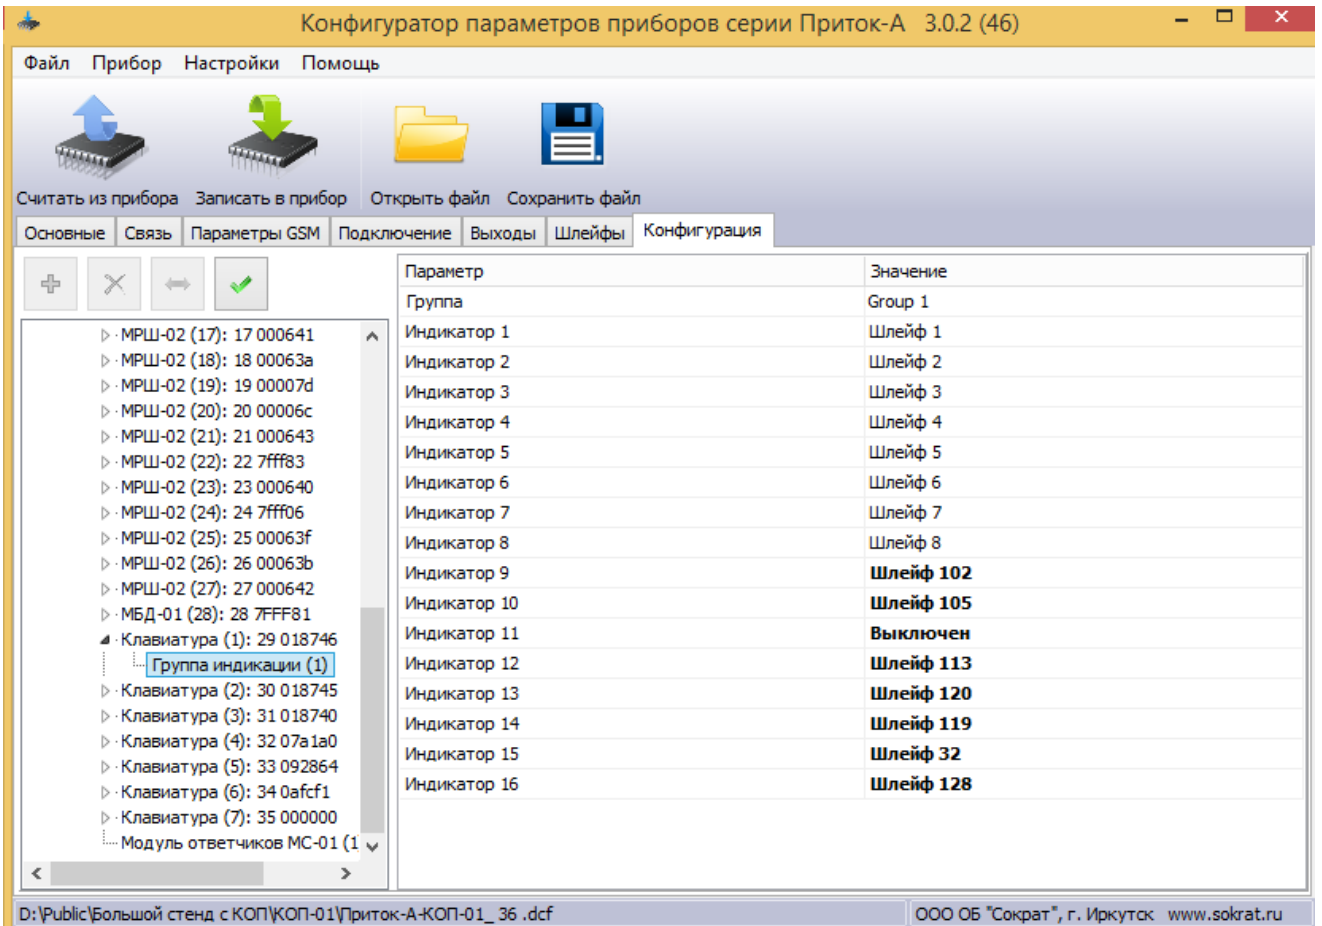 Конфигуратор параметров приборов серии Приток-А 3.0.2 (46)
Файл Прибор Настройки Помощь
Считать из прибора Записать в прибор Открыть файл Сохранить файл
Основные Связь Параметры GSM Подключение Выходы Шлейфы Конфигурация
МРШ-02 (17): 17 000641
МРШ-02 (18): 18 00063a
МРШ-02 (19): 19 00007d
МРШ-02 (20): 20 00006c
МРШ-02 (21): 21 000643
МРШ-02 (22): 22 7fff83
МРШ-02 (23): 23 000640
МРШ-02 (24): 24 7fff06
МРШ-02 (25): 25 00063f
МРШ-02 (26): 26 00063b
МРШ-02 (27): 27 000642
МБД-01 (28): 28 7FFF81
Клавиатура (1): 29 018746
Группа индикации (1)
Клавиатура (2): 30 018745
Клавиатура (3): 31 018740
Клавиатура (4): 32 07a1a0
Клавиатура (5): 33 092864
Клавиатура (6): 34 0afcf1
Клавиатура (7): 35 000000
Модуль ответчиков МС-01 (1
Параметр Значение
Группа Group 1
Индикатор 1 Шлейф 1
Индикатор 2 Шлейф 2
Индикатор 3 Шлейф 3
Индикатор 4 Шлейф 4
Индикатор 5 Шлейф 5
Индикатор 6 Шлейф 6
Индикатор 7 Шлейф 7
Индикатор 8 Шлейф 8
Индикатор 9 Шлейф 102
Индикатор 10 Шлейф 105
Индикатор 11 Выключен
Индикатор 12 Шлейф 113
Индикатор 13 Шлейф 120
Индикатор 14 Шлейф 119
Индикатор 15 Шлейф 32
Индикатор 16 Шлейф 128
D:\Public\Большой стенд с КОП\КОП-01\Приток-А-КОП-01_ 36 .dcf ООО ОБ "Сократ", г. Иркутск www.sokrat.ru